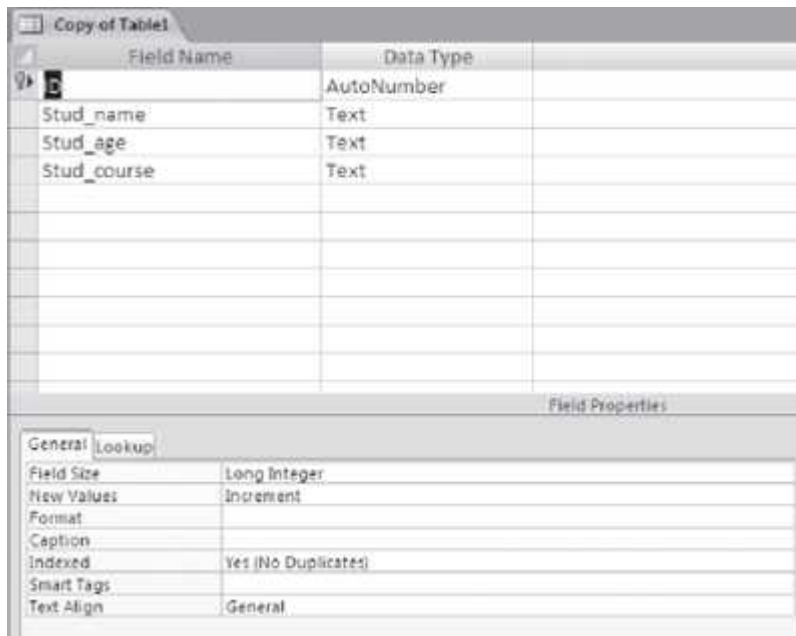 Copy of Table1
Field Name Data Type
ID AutoNumber
Stud_name Text
Stud_age Text
Stud_course Text
Field Properties
General Lookup
Field Size Long Integer
New Values Increment
Format
Caption
Indexed Yes (No Duplicates)
Smart Tags
Text Align General